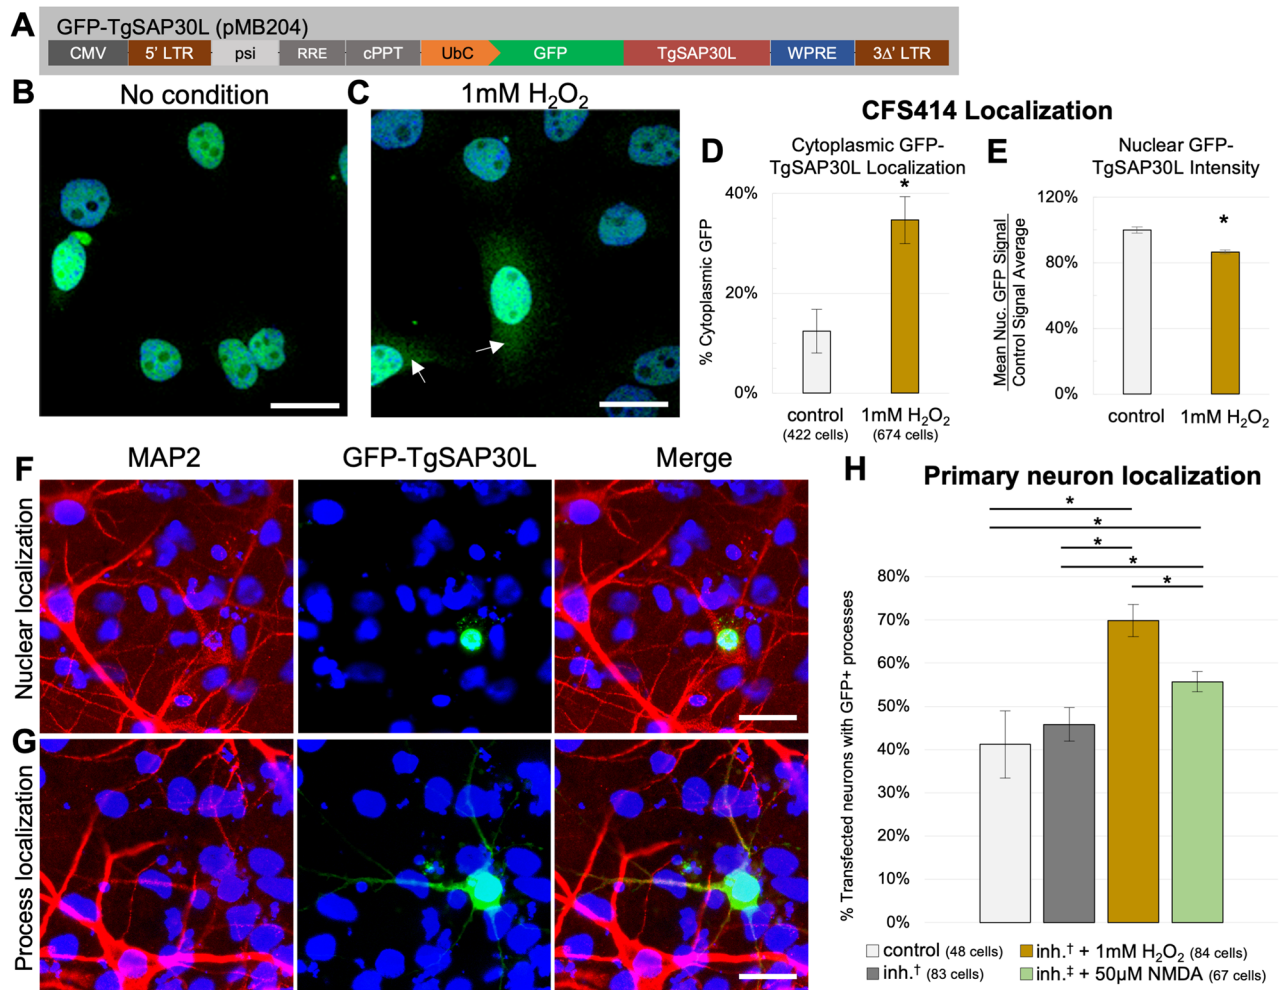 A
GFP-TgSAP30L (pMB204)
CMV 5' LTR psi RRE cPPT UbC GFP TgSAP30L WPRE 3Δ' LTR
B No condition
C 1mM H₂O₂
CFS414 Localization
D Cytoplasmic GFP-
TgSAP30L Localization
% Cytoplasmic GFP
40%
20%
0%
*
control
(422 cells)
1mM H₂O₂
(674 cells)
E Nuclear GFP-
TgSAP30L Intensity
Mean Nuc. GFP Signal
Control Signal Average
120%
80%
40%
0%
*
control 1mM H₂O₂
F MAP2 GFP-TgSAP30L Merge
Nuclear localization
G
Process localization
H Primary neuron localization
*
*
*
*
*
% Transfected neurons with GFP+ processes
80%
70%
60%
50%
40%
30%
20%
10%
0%
control (48 cells)
inh.† (83 cells)
inh.† + 1mM H₂O₂ (84 cells)
inh.‡ + 50µM NMDA (67 cells)